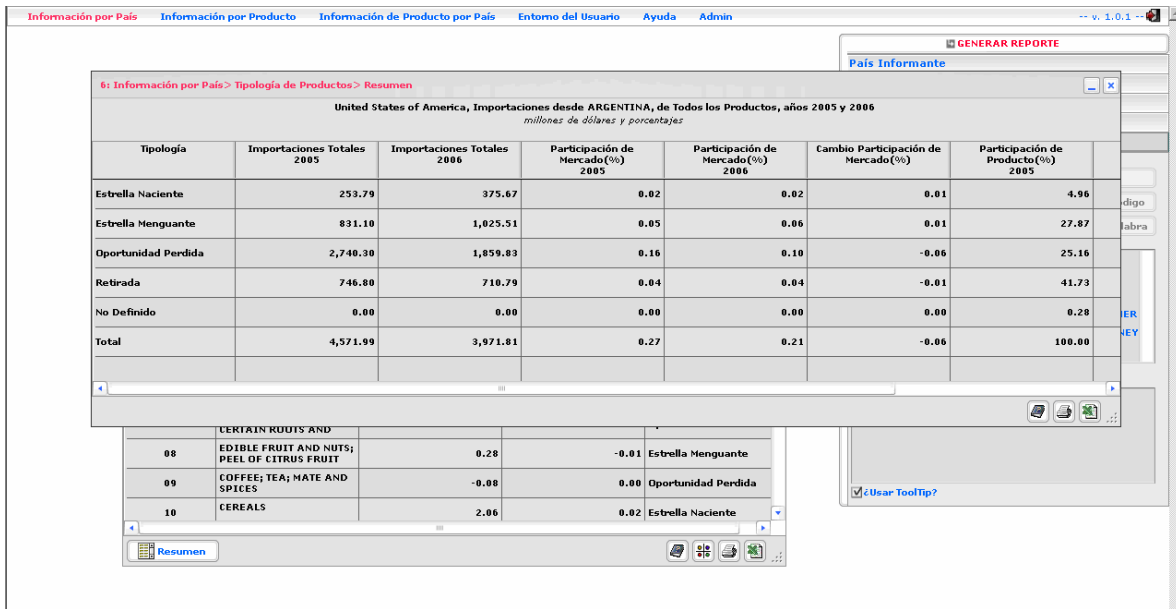 Información por País Información por Producto Información de Producto por País Entorno del Usuario Ayuda Admin -- v. 1.0.1 --
GENERAR REPORTE
País Informante
6: Información por País> Tipología de Productos> Resumen
United States of America, Importaciones desde ARGENTINA, de Todos los Productos, años 2005 y 2006
millones de dólares y porcentajes
Tipología Importaciones Totales 2005 Importaciones Totales 2006 Participación de Mercado(%) 2005 Participación de Mercado(%) 2006 Cambio Participación de Mercado(%) Participación de Producto(%) 2005
Estrella Naciente 253.79 375.67 0.02 0.02 0.01 4.96
Estrella Menguante 831.10 1,025.51 0.05 0.06 0.01 27.87
Oportunidad Perdida 2,740.30 1,859.83 0.16 0.10 -0.06 25.16
Retirada 746.80 710.79 0.04 0.04 -0.01 41.73
No Definido 0.00 0.00 0.00 0.00 0.00 0.28
Total 4,571.99 3,971.81 0.27 0.21 -0.06 100.00
ódigo
labra
HER
NEY
CERTAIN ROOTS AND
08 EDIBLE FRUIT AND NUTS; PEEL OF CITRUS FRUIT 0.28 -0.01 Estrella Menguante
09 COFFEE; TEA; MATE AND SPICES -0.08 0.00 Oportunidad Perdida
10 CEREALS 2.06 0.02 Estrella Naciente
¿Usar ToolTip?
Resumen